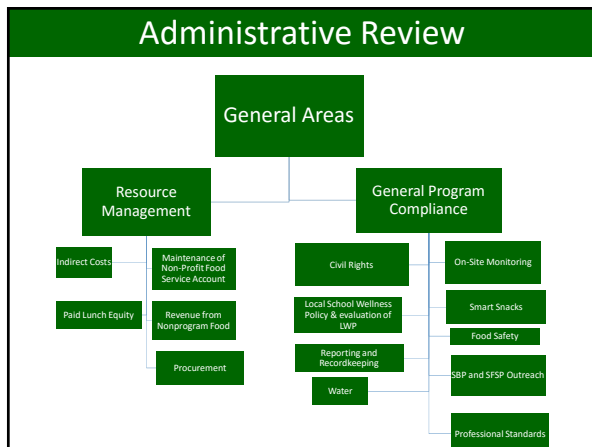 Administrative Review
General Areas
Resource
Management
General Program
Compliance
Indirect Costs
Maintenance of
Non-Profit Food
Service Account
Paid Lunch Equity
Revenue from
Nonprogram Food
Procurement
Civil Rights
On-Site Monitoring
Local School Wellness
Policy & evaluation of
LWP
Smart Snacks
Food Safety
Reporting and
Recordkeeping
SBP and SFSP Outreach
Water
Professional Standards